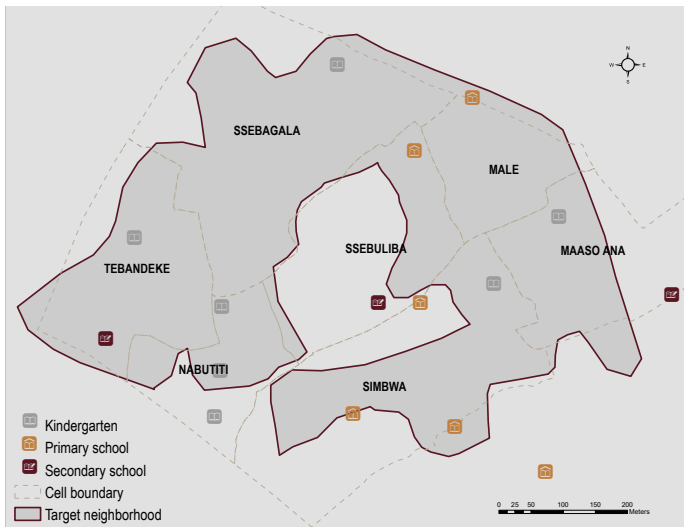 N
W E
S
SSEBAGALA
MALE
SSEBULIBA
MAASO ANA
TEBANDEKE
NABUTITI
SIMBWA
Kindergarten
Primary school
Secondary school
Cell boundary
Target neighborhood
0 25 50 100 150 200
Meters